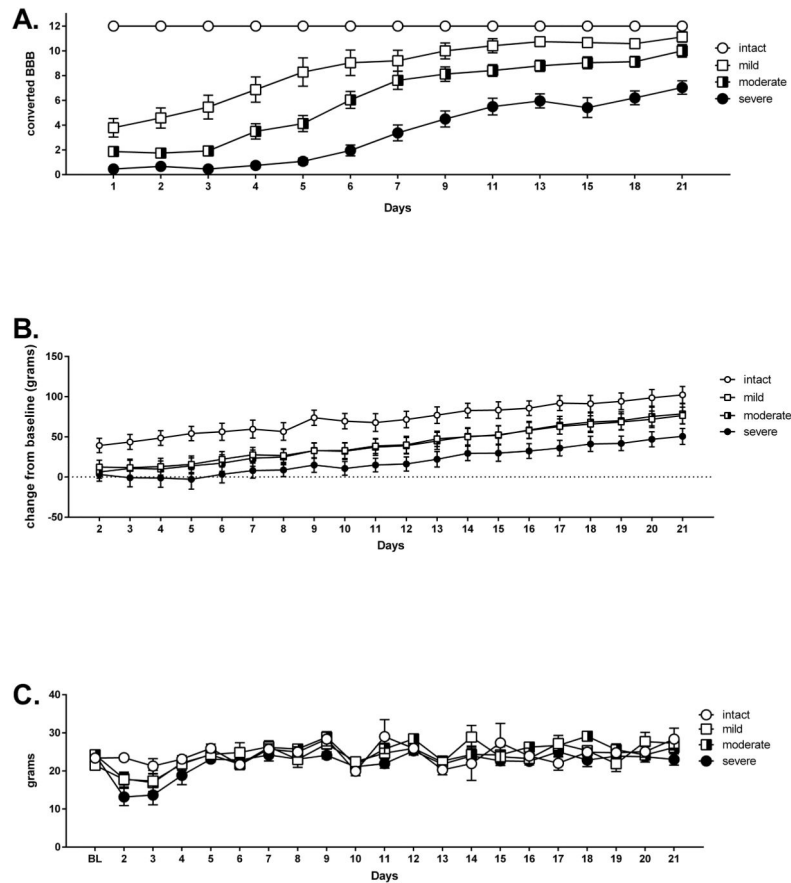 A.
converted BBB
12
10
8
6
4
2
0
1 2 3 4 5 6 7 9 11 13 15 18 21
Days
intact
mild
moderate
severe
B.
change from baseline (grams)
150
100
50
0
-50
2 3 4 5 6 7 8 9 10 11 12 13 14 15 16 17 18 19 20 21
Days
intact
mild
moderate
severe
C.
grams
40
30
20
10
0
BL 2 3 4 5 6 7 8 9 10 11 12 13 14 15 16 17 18 19 20 21
Days
intact
mild
moderate
severe